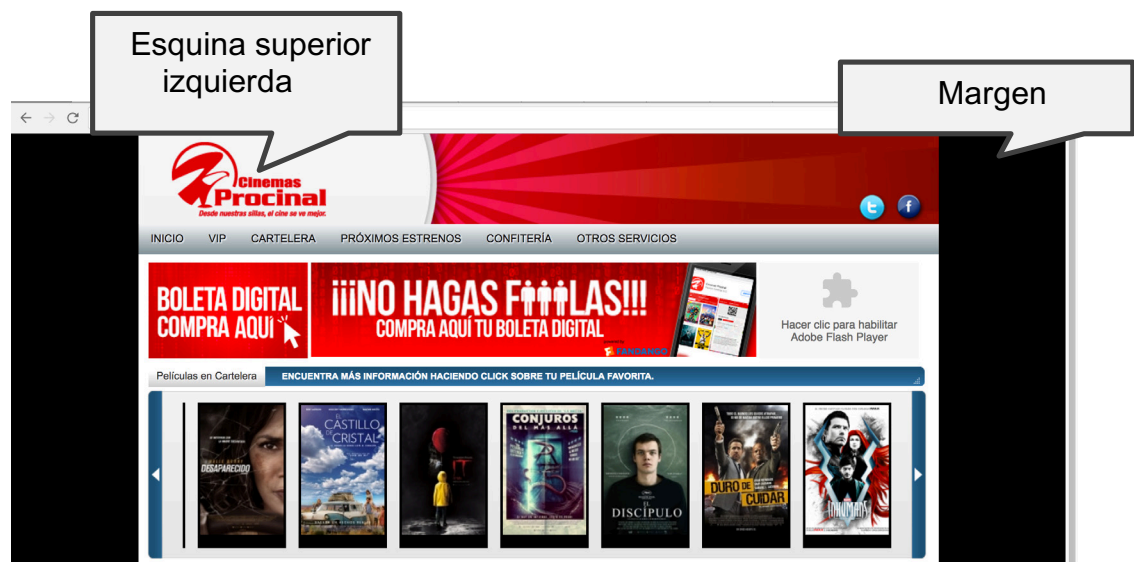 Esquina superior
izquierda
Margen
Cinemas
Procinal
Desde nuestras sillas, el cine se ve mejor.
INICIO VIP CARTELERA PRÓXIMOS ESTRENOS CONFITERÍA OTROS SERVICIOS
BOLETA DIGITAL
COMPRA AQUÍ
¡¡¡NO HAGAS FiiiLAS!!!
COMPRA AQUÍ TU BOLETA DIGITAL
FANDANGO
Hacer clic para habilitar
Adobe Flash Player
Películas en Cartelera ENCUENTRA MÁS INFORMACIÓN HACIENDO CLICK SOBRE TU PELÍCULA FAVORITA.
DESAPARECIDO
EL
CASTILLO
DE
CRISTAL
IT
CONJUROS
DEL MÁS ALLÁ
EL
DISCÍPULO
DURO DE
CUIDAR
INHUMANS